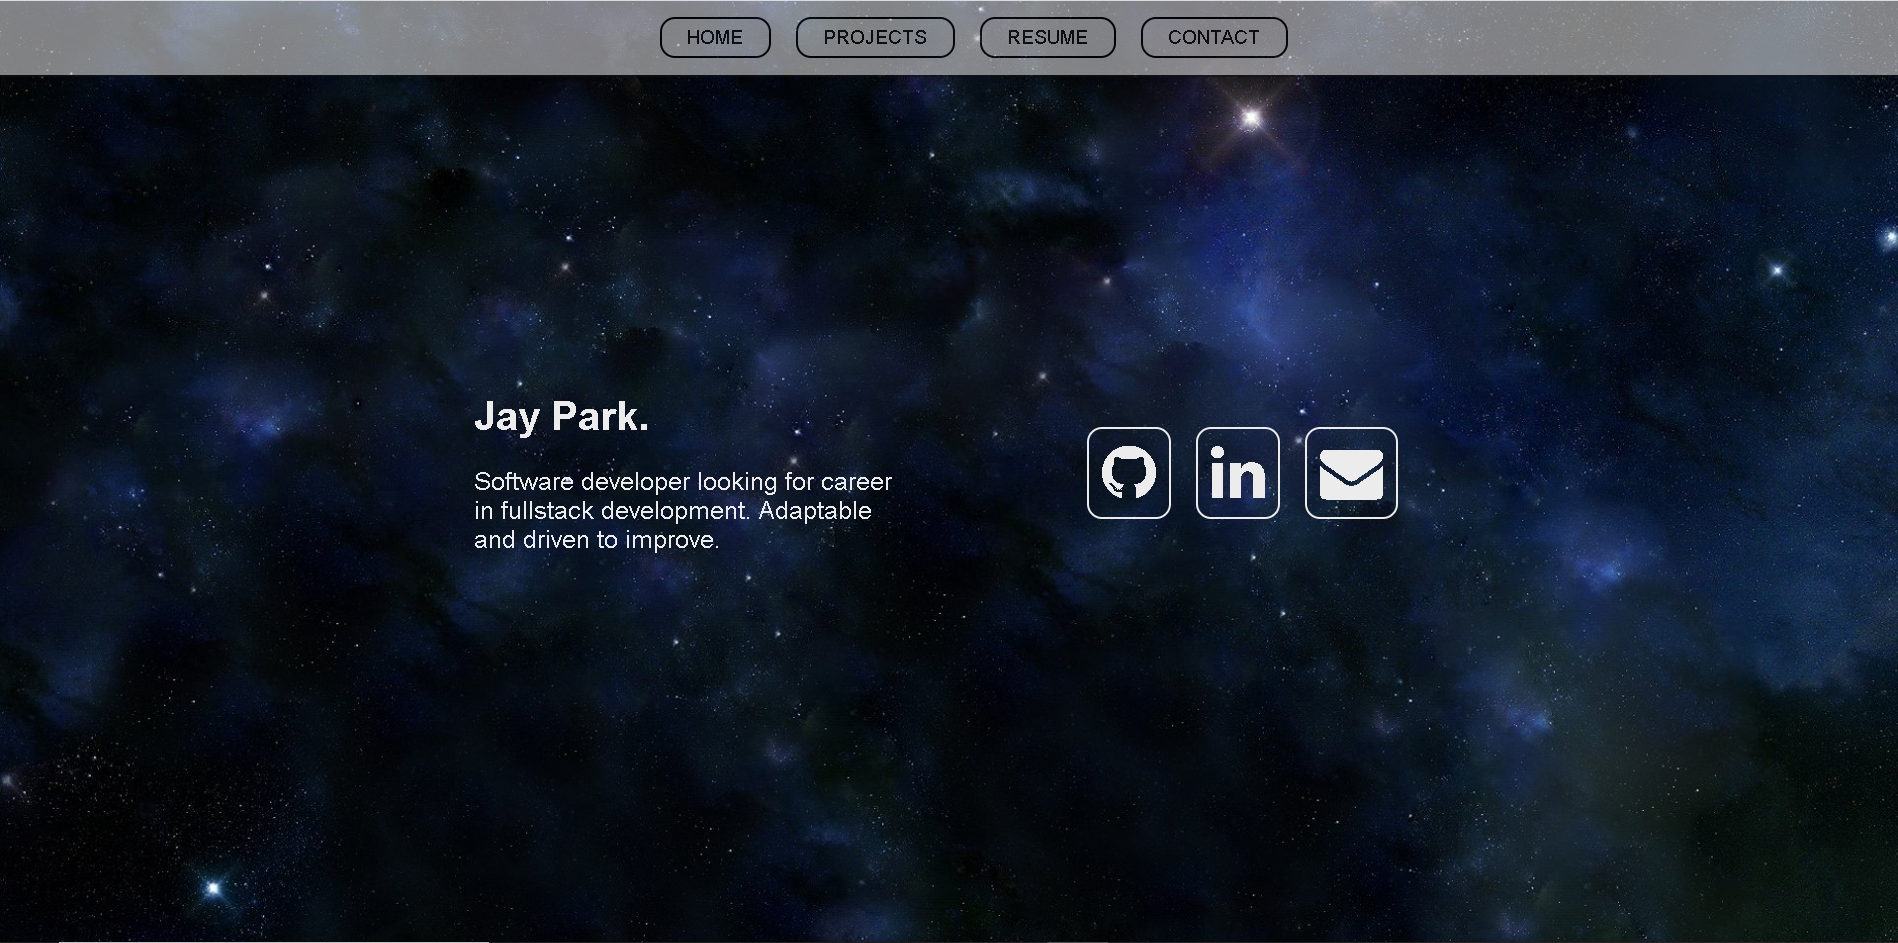 HOME
PROJECTS
RESUME
CONTACT
Jay Park.
Software developer looking for career
in fullstack development. Adaptable
and driven to improve.
in